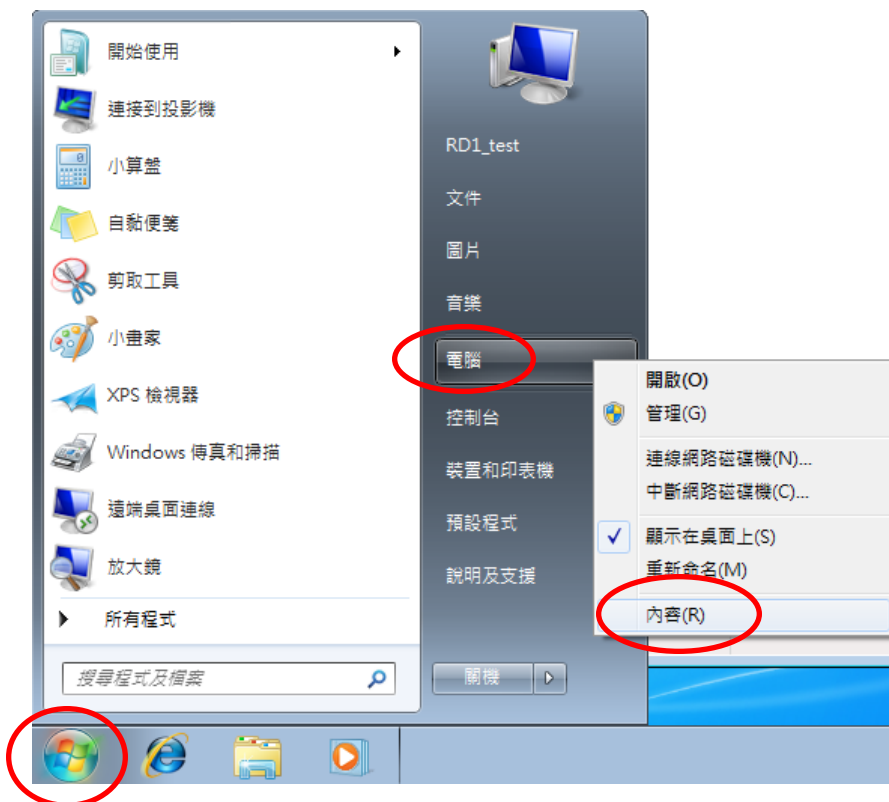 開始使用
連接到投影機
小算盤
自黏便箋
剪取工具
小畫家
XPS 檢視器
Windows 傳真和掃描
遠端桌面連線
放大鏡
所有程式
搜尋程式及檔案
RD1_test
文件
圖片
音樂
電腦
控制台
裝置和印表機
預設程式
說明及支援
關機
開啟(O)
管理(G)
連線網路磁碟機(N)...
中斷網路磁碟機(C)...
顯示在桌面上(S)
重新命名(M)
內容(R)